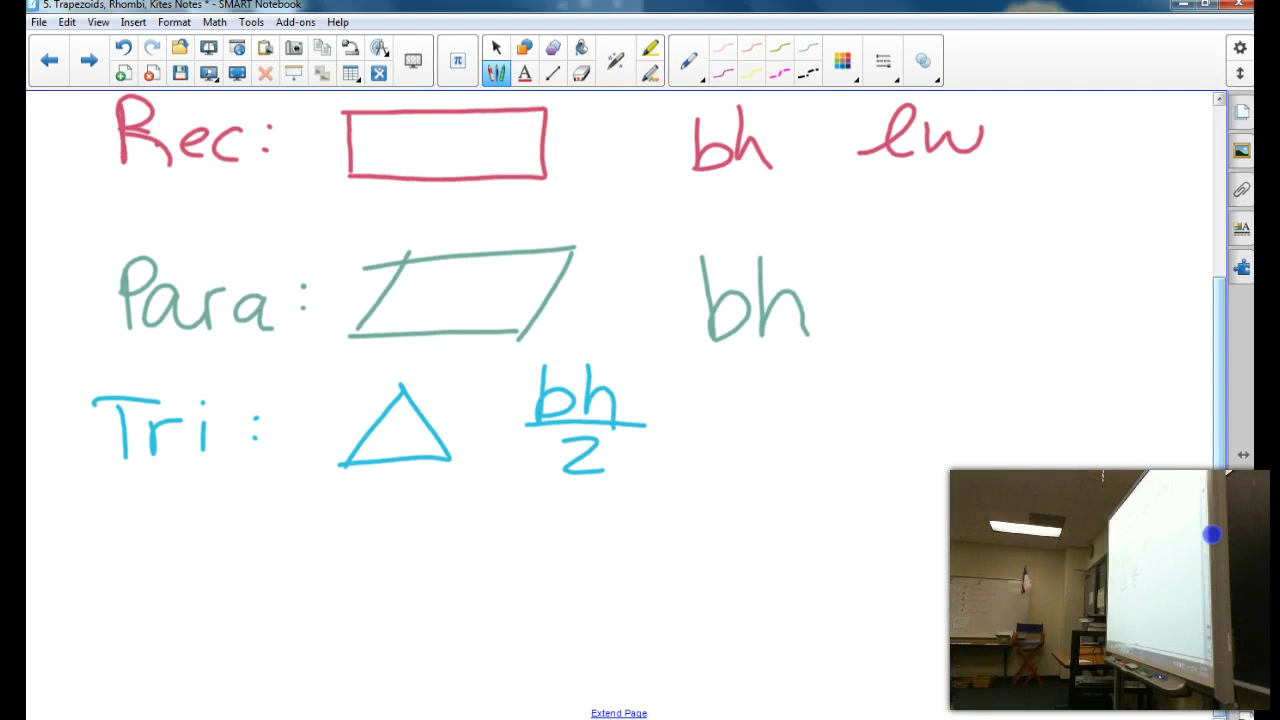 5. Trapezoids, Rhombi, Kites Notes * - SMART Notebook
File Edit View Insert Format Math Tools Add-ons Help
Rec: bh lw
Para: bh
Tri: bh
2
Extend Page